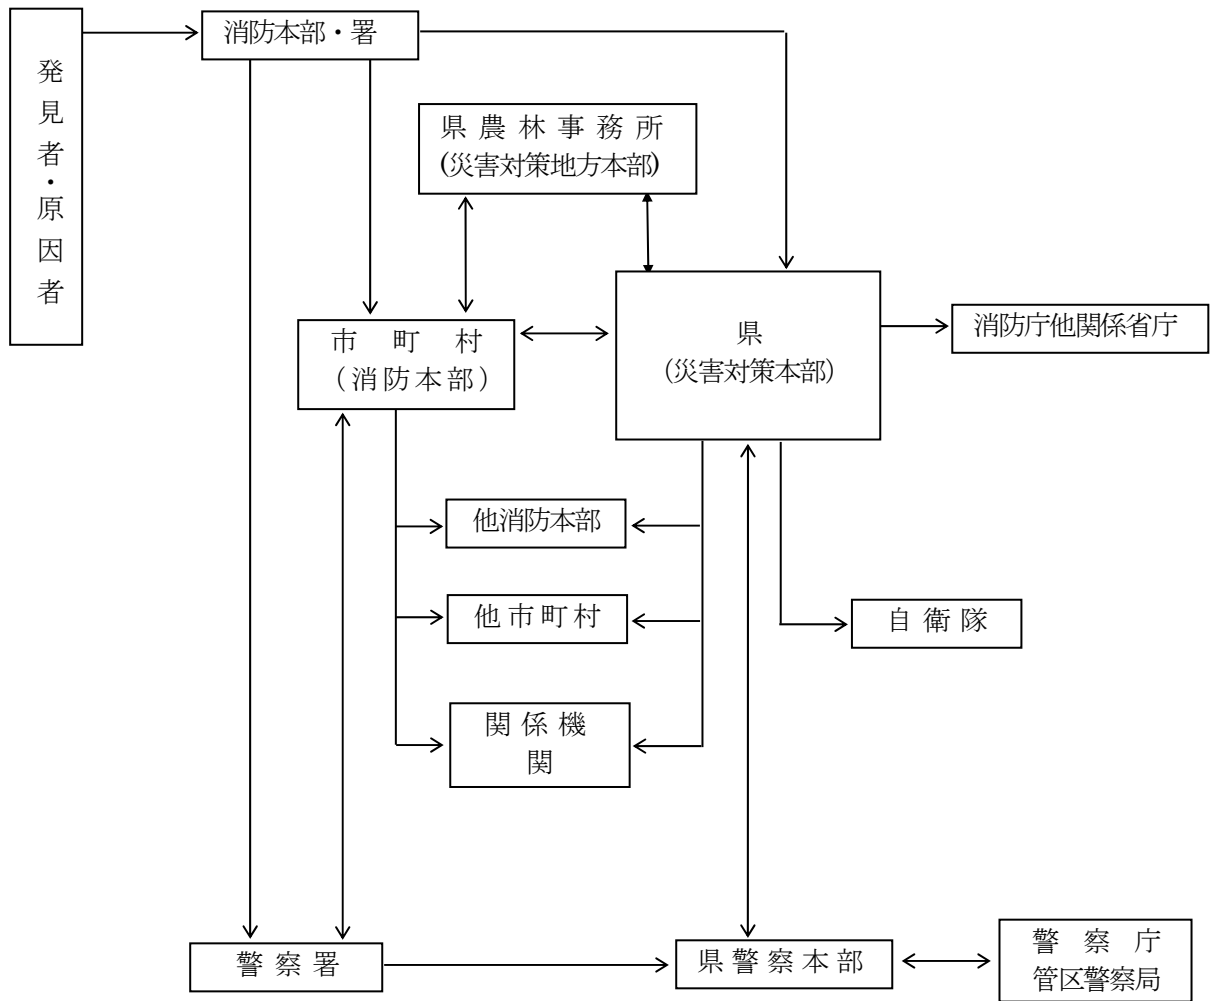 発見者・原因者
消防本部・署
県農林事務所
(災害対策地方本部)
市町村
（消防本部）
県
(災害対策本部)
消防庁他関係省庁
他消防本部
他市町村
自衛隊
関係機
関
警察署
県警察本部
警察庁
管区警察局